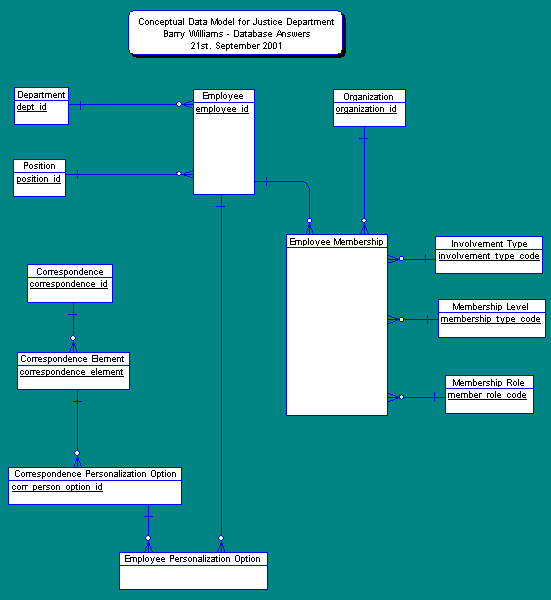 Conceptual Data Model for Justice Department
Barry Williams - Database Answers
21st. September 2001
Department
dept_id
Employee
employee_id
Organization
organization_id
Position
position_id
Employee Membership
Involvement Type
involvement_type_code
Correspondence
correspondence_id
Membership Level
membership_type_code
Correspondence Element
correspondence_element
Membership Role
member_role_code
Correspondence Personalization Option
corr_person_option_id
Employee Personalization Option